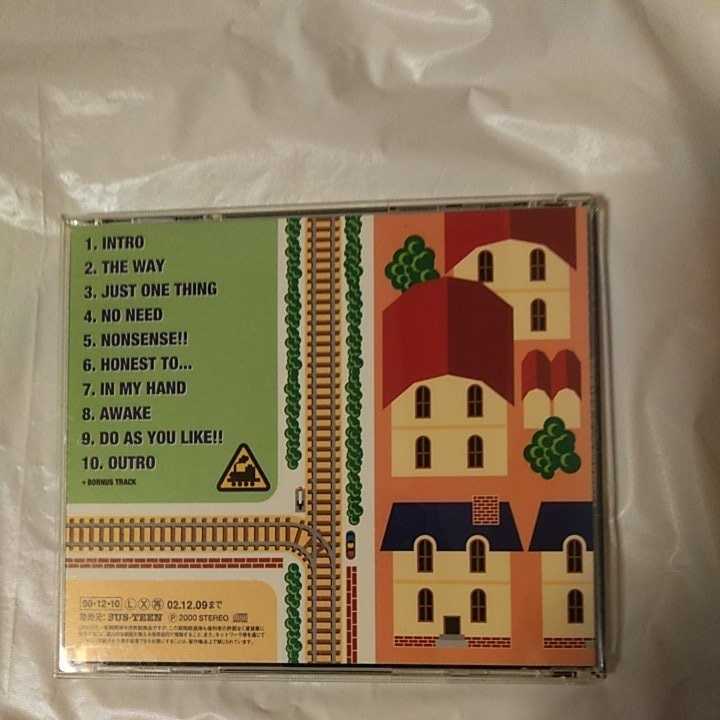 1. INTRO
2. THE WAY
3. JUST ONE THING
4. NO NEED
5. NONSENSE!!
6. HONEST TO...
7. IN MY HAND
8. AWAKE
9. DO AS YOU LIKE!!
10. OUTRO
+ BORNUS TRACK
00・12・10 Ⓛ Ⓧ 02.12.09まで
発売元: BUS-TEEN Ⓟ 2000 STEREO